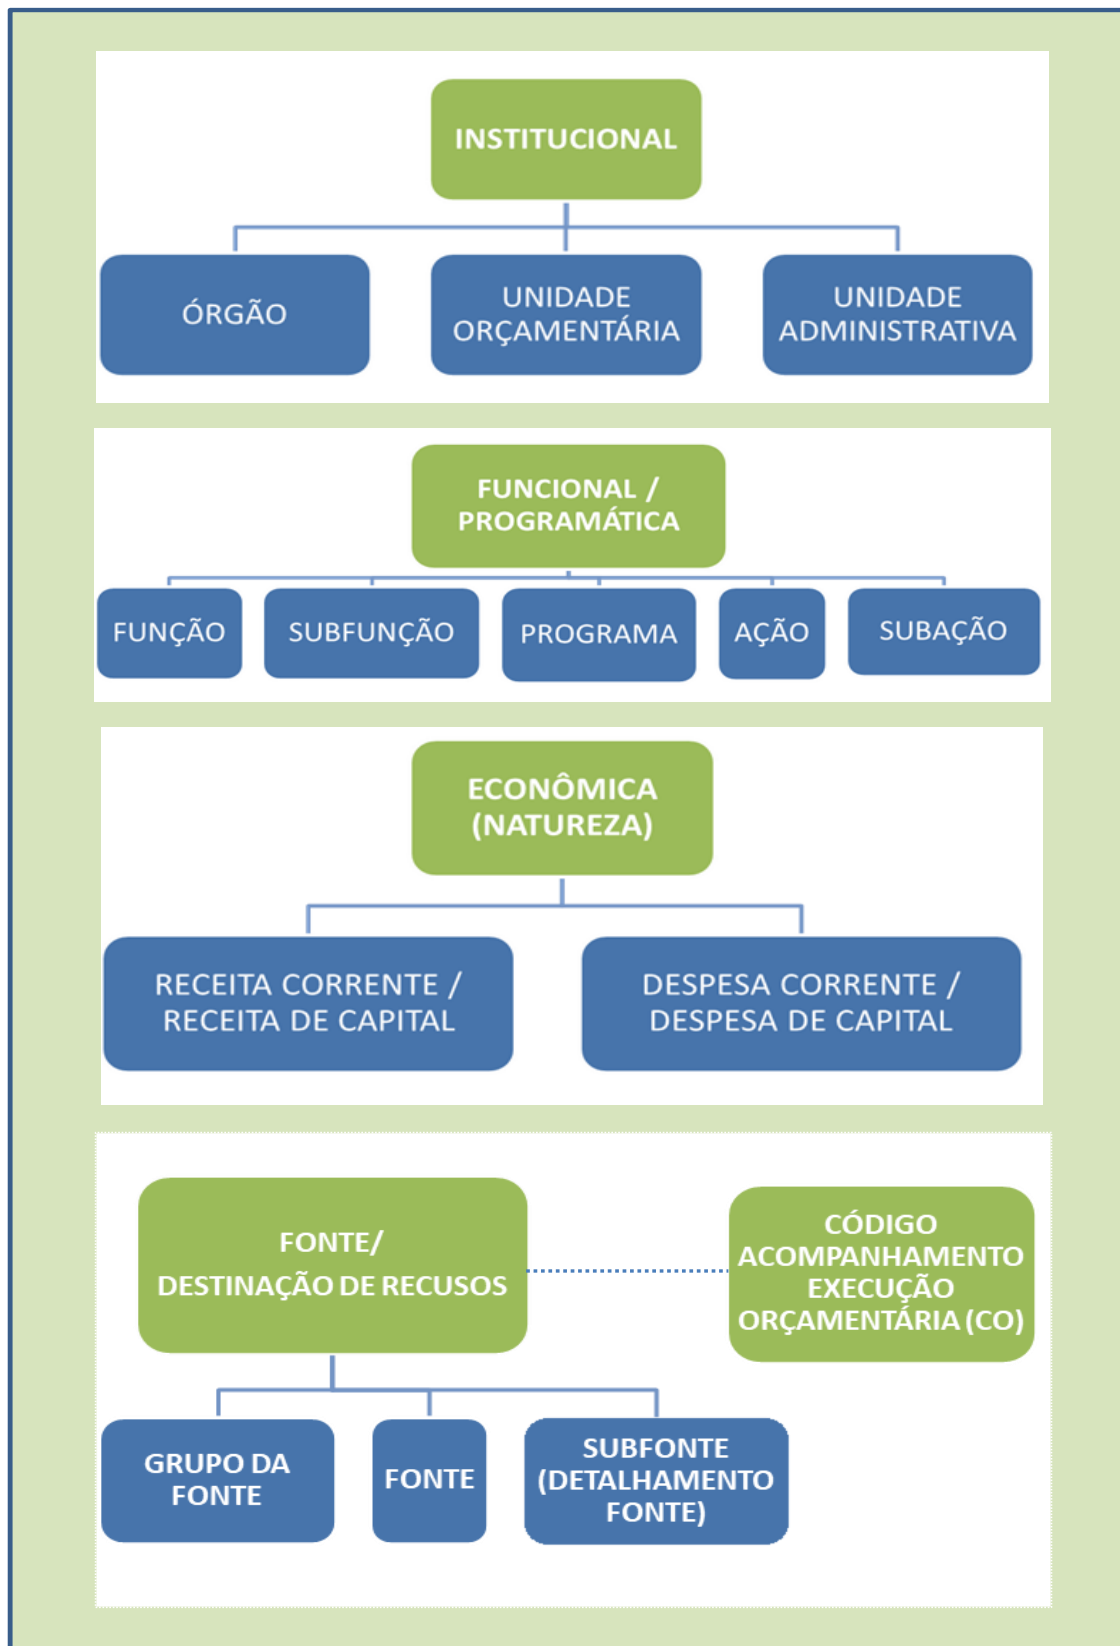 INSTITUCIONAL
ÓRGÃO
UNIDADE
ORÇAMENTÁRIA
UNIDADE
ADMINISTRATIVA
FUNCIONAL /
PROGRAMÁTICA
FUNÇÃO
SUBFUNÇÃO
PROGRAMA
AÇÃO
SUBAÇÃO
ECONÔMICA
(NATUREZA)
RECEITA CORRENTE /
RECEITA DE CAPITAL
DESPESA CORRENTE /
DESPESA DE CAPITAL
FONTE/
DESTINAÇÃO DE RECUSOS
CÓDIGO
ACOMPANHAMENTO
EXECUÇÃO
ORÇAMENTÁRIA (CO)
GRUPO DA
FONTE
FONTE
SUBFONTE
(DETALHAMENTO
FONTE)